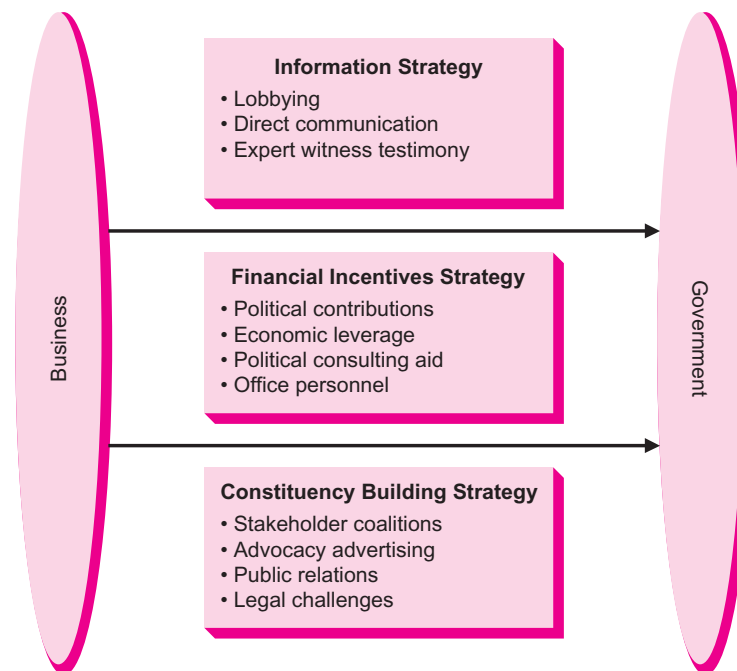 Business
Information Strategy
• Lobbying
• Direct communication
• Expert witness testimony
Financial Incentives Strategy
• Political contributions
• Economic leverage
• Political consulting aid
• Office personnel
Constituency Building Strategy
• Stakeholder coalitions
• Advocacy advertising
• Public relations
• Legal challenges
Government